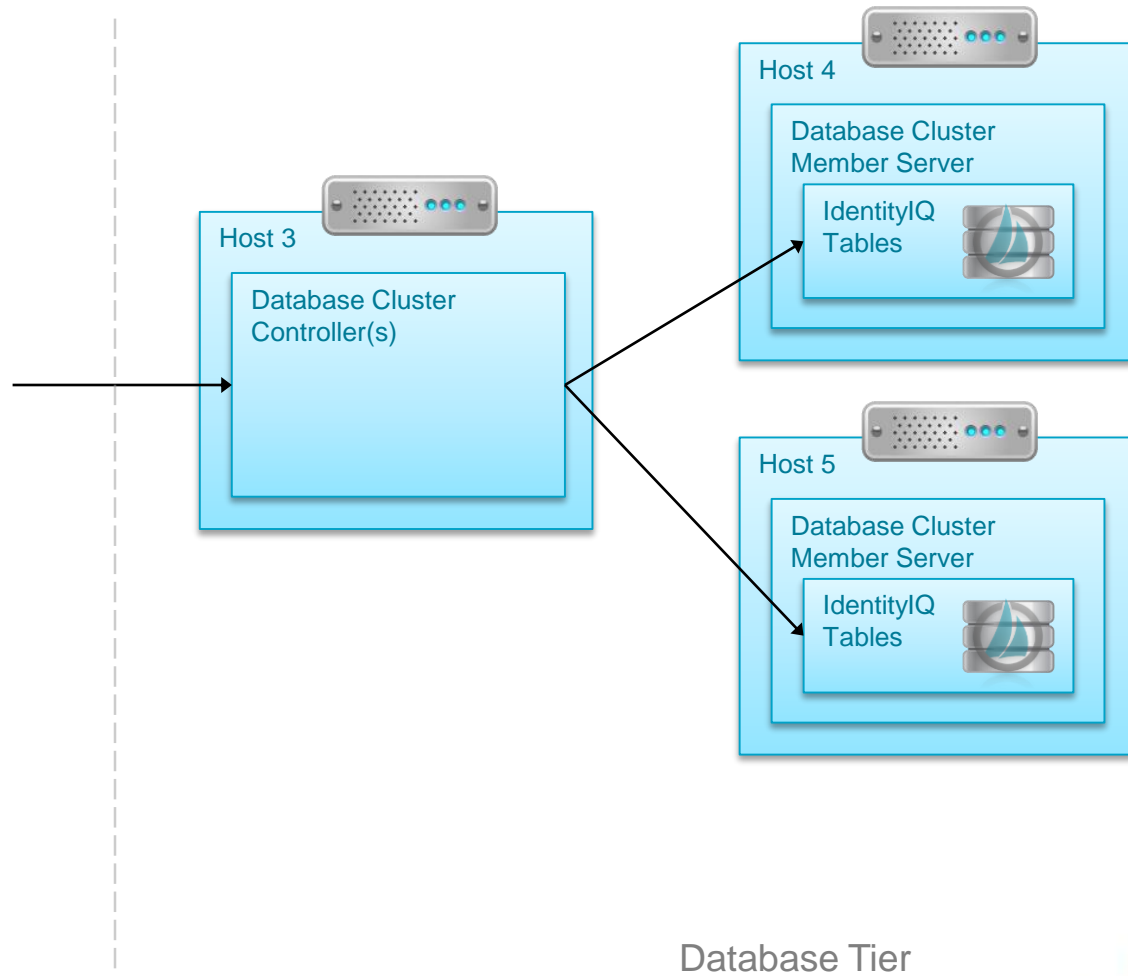 Host 4
Database Cluster
Member Server
IdentityIQ
Tables
Host 3
Database Cluster
Controller(s)
Host 5
Database Cluster
Member Server
IdentityIQ
Tables
Database Tier